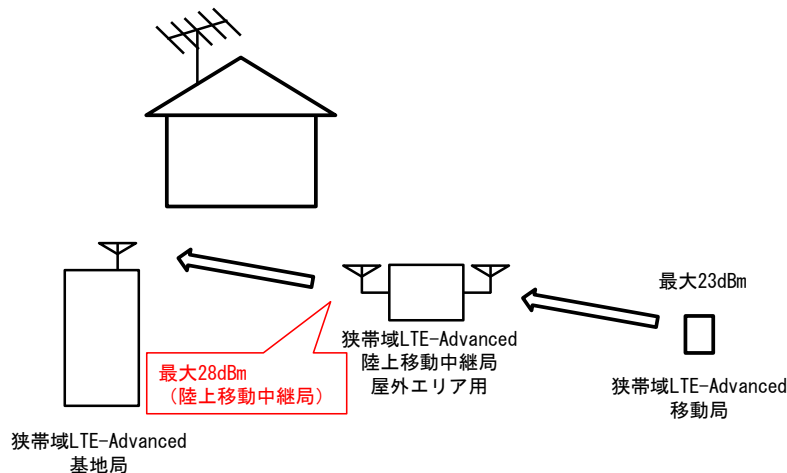 最大23dBm
狭帯域LTE-Advanced
陸上移動中継局
屋外エリア用
最大28dBm
（陸上移動中継局）
狭帯域LTE-Advanced
移動局
狭帯域LTE-Advanced
基地局